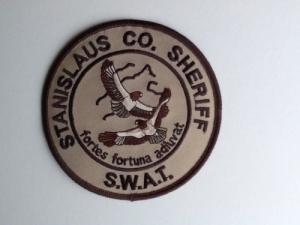 STANISLAUS CO. SHERIFF
fortes fortuna adiuvat
S.W.A.T.